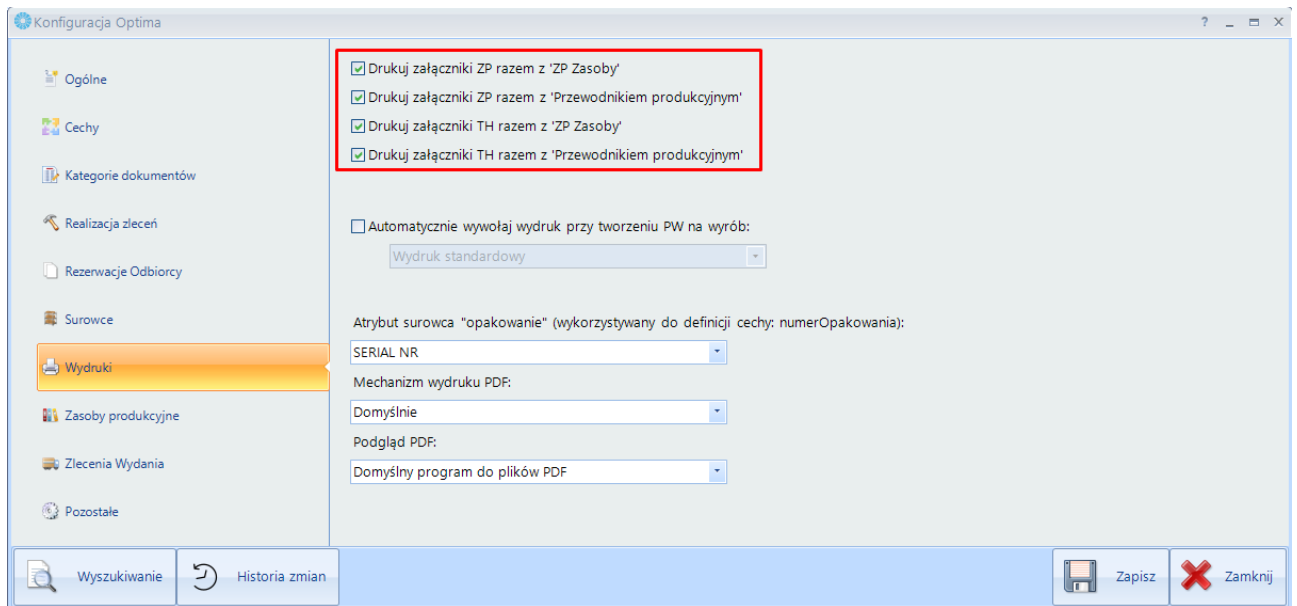 Konfiguracja Optima
Ogólne
Cechy
Kategorie dokumentów
Realizacja zleceń
Rezerwacje Odbiorcy
Surowce
Wydruki
Zasoby produkcyjne
Zlecenia Wydania
Pozostałe
Drukuj załączniki ZP razem z 'ZP Zasoby'
Drukuj załączniki ZP razem z 'Przewodnikiem produkcyjnym'
Drukuj załączniki TH razem z 'ZP Zasoby'
Drukuj załączniki TH razem z 'Przewodnikiem produkcyjnym'
Automatycznie wywołaj wydruk przy tworzeniu PW na wyrób:
Wydruk standardowy
Atrybut surowca "opakowanie" (wykorzystywany do definicji cechy: numerOpakowania):
SERIAL NR
Mechanizm wydruku PDF:
Domyślnie
Podgląd PDF:
Domyślny program do plików PDF
Wyszukiwanie
Historia zmian
Zapisz
Zamknij